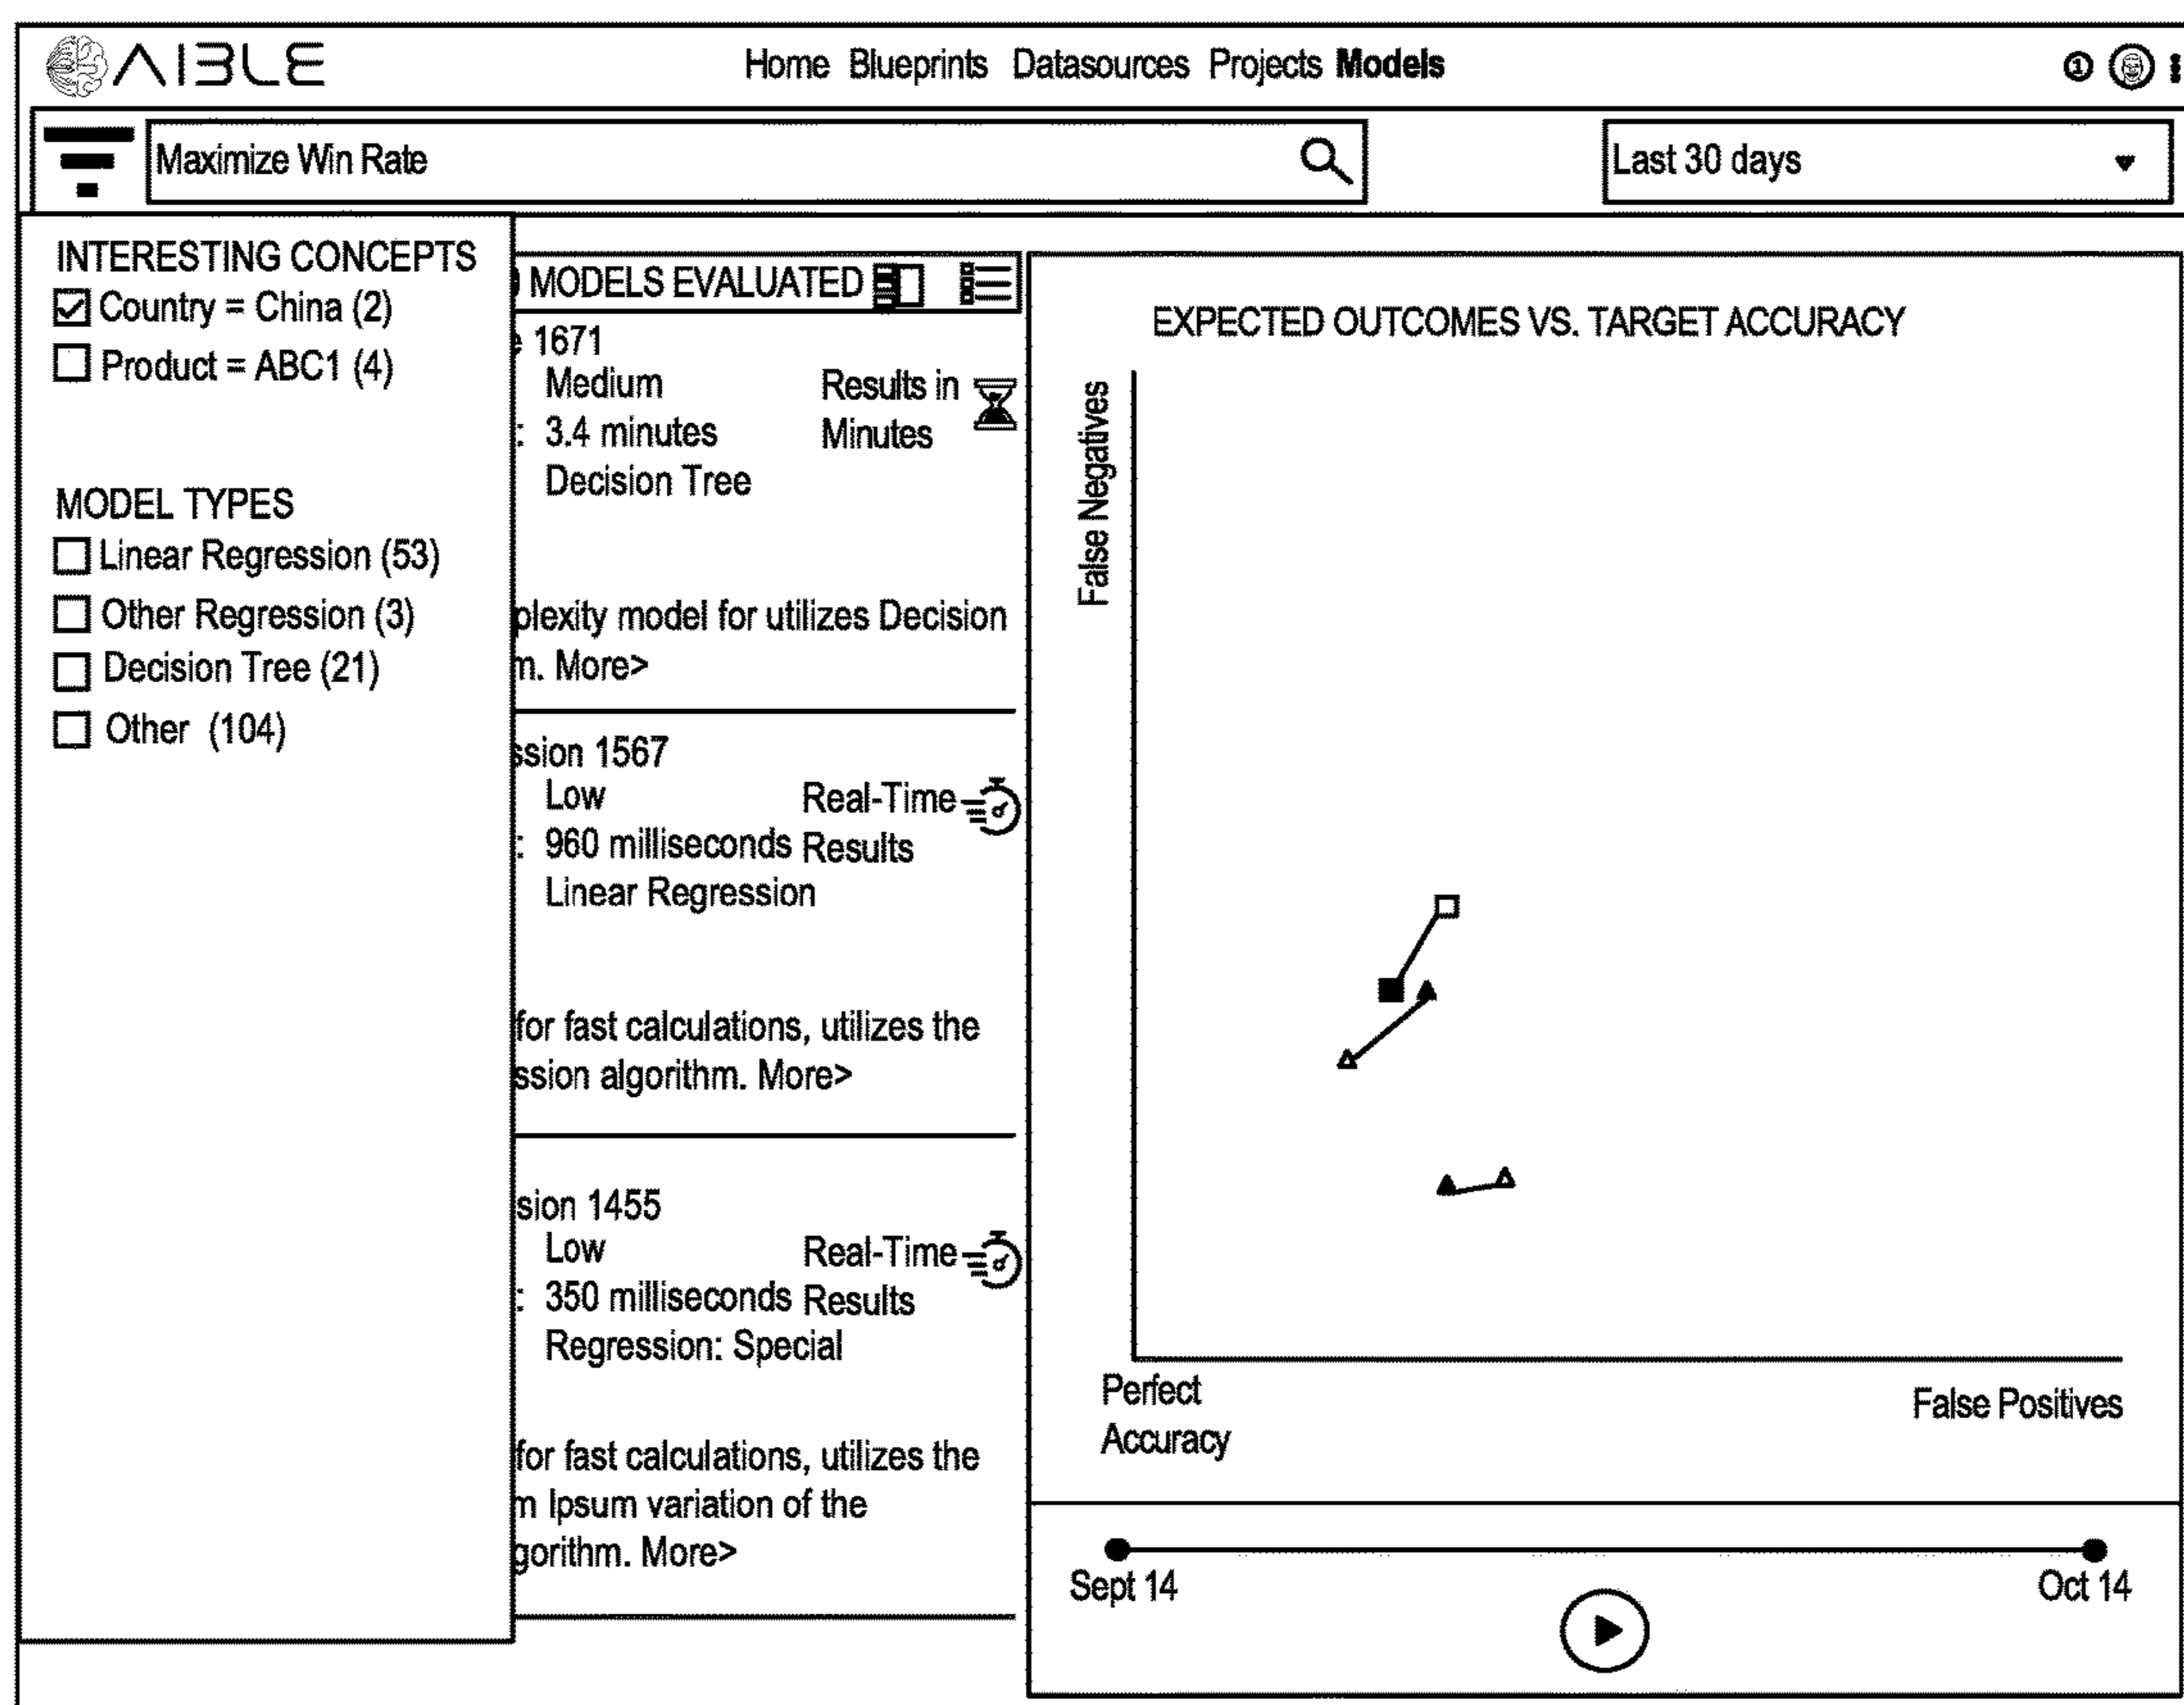 AIBLE
Home Blueprints Datasources Projects Models
1
Maximize Win Rate
Last 30 days
INTERESTING CONCEPTS
Country = China (2)
Product = ABC1 (4)
MODEL TYPES
Linear Regression (53)
Other Regression (3)
Decision Tree (21)
Other (104)
MODELS EVALUATED
1671
Medium
Results in
: 3.4 minutes
Minutes
Decision Tree
plexity model for utilizes Decision
m. More>
ssion 1567
Low
Real-Time
: 960 milliseconds
Results
Linear Regression
for fast calculations, utilizes the
ssion algorithm. More>
sion 1455
Low
Real-Time
: 350 milliseconds
Results
Regression: Special
for fast calculations, utilizes the
m Ipsum variation of the
gorithm. More>
EXPECTED OUTCOMES VS. TARGET ACCURACY
False Negatives
Perfect
Accuracy
False Positives
Sept 14
Oct 14